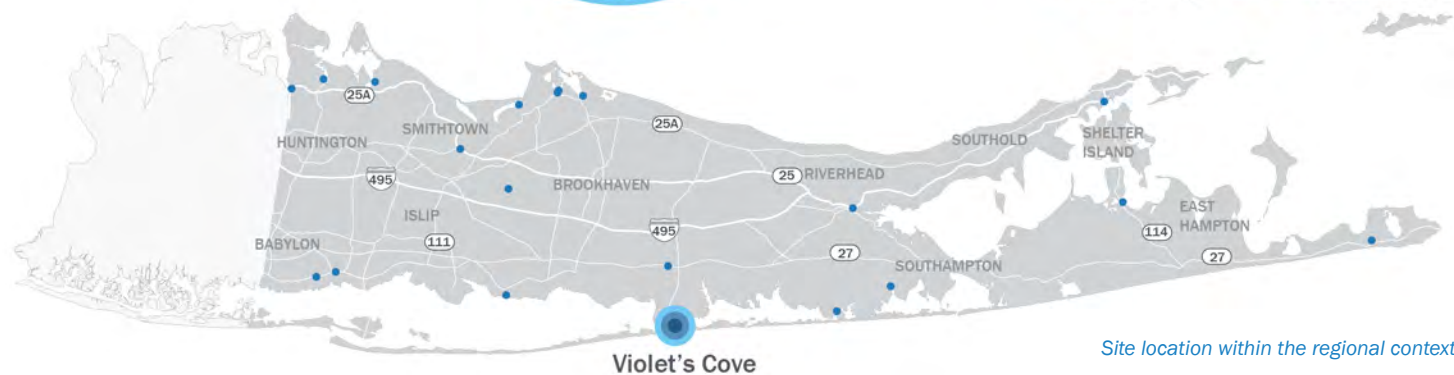 25A
SMITHTOWN
HUNTINGTON
25A
SOUTHOLD
SHELTER
ISLAND
495
BROOKHAVEN
25
RIVERHEAD
ISLIP
EAST
HAMPTON
BABYLON
111
495
114
27
27
SOUTHAMPTON
Violet's Cove
Site location within the regional context